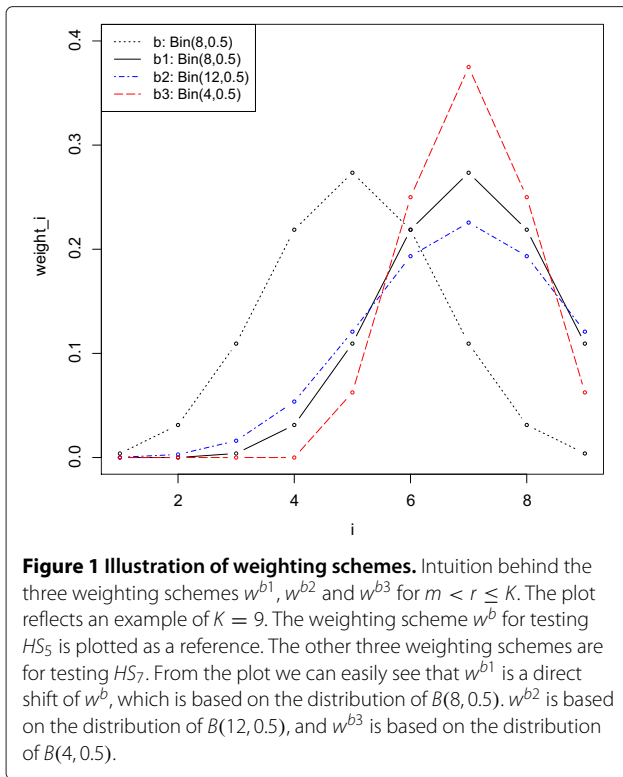 b: Bin(8,0.5)
b1: Bin(8,0.5)
b2: Bin(12,0.5)
b3: Bin(4,0.5)
0.4
0.3
0.2
0.1
0.0
weight_i
2
4
6
8
i
Figure 1 Illustration of weighting schemes. Intuition behind the
three weighting schemes w^{b1}, w^{b2} and w^{b3} for m < r ≤ K. The plot
reflects an example of K = 9. The weighting scheme w^b for testing
HS_5 is plotted as a reference. The other three weighting schemes are
for testing HS_7. From the plot we can easily see that w^{b1} is a direct
shift of w^b, which is based on the distribution of B(8, 0.5). w^{b2} is based
on the distribution of B(12, 0.5), and w^{b3} is based on the distribution
of B(4, 0.5).